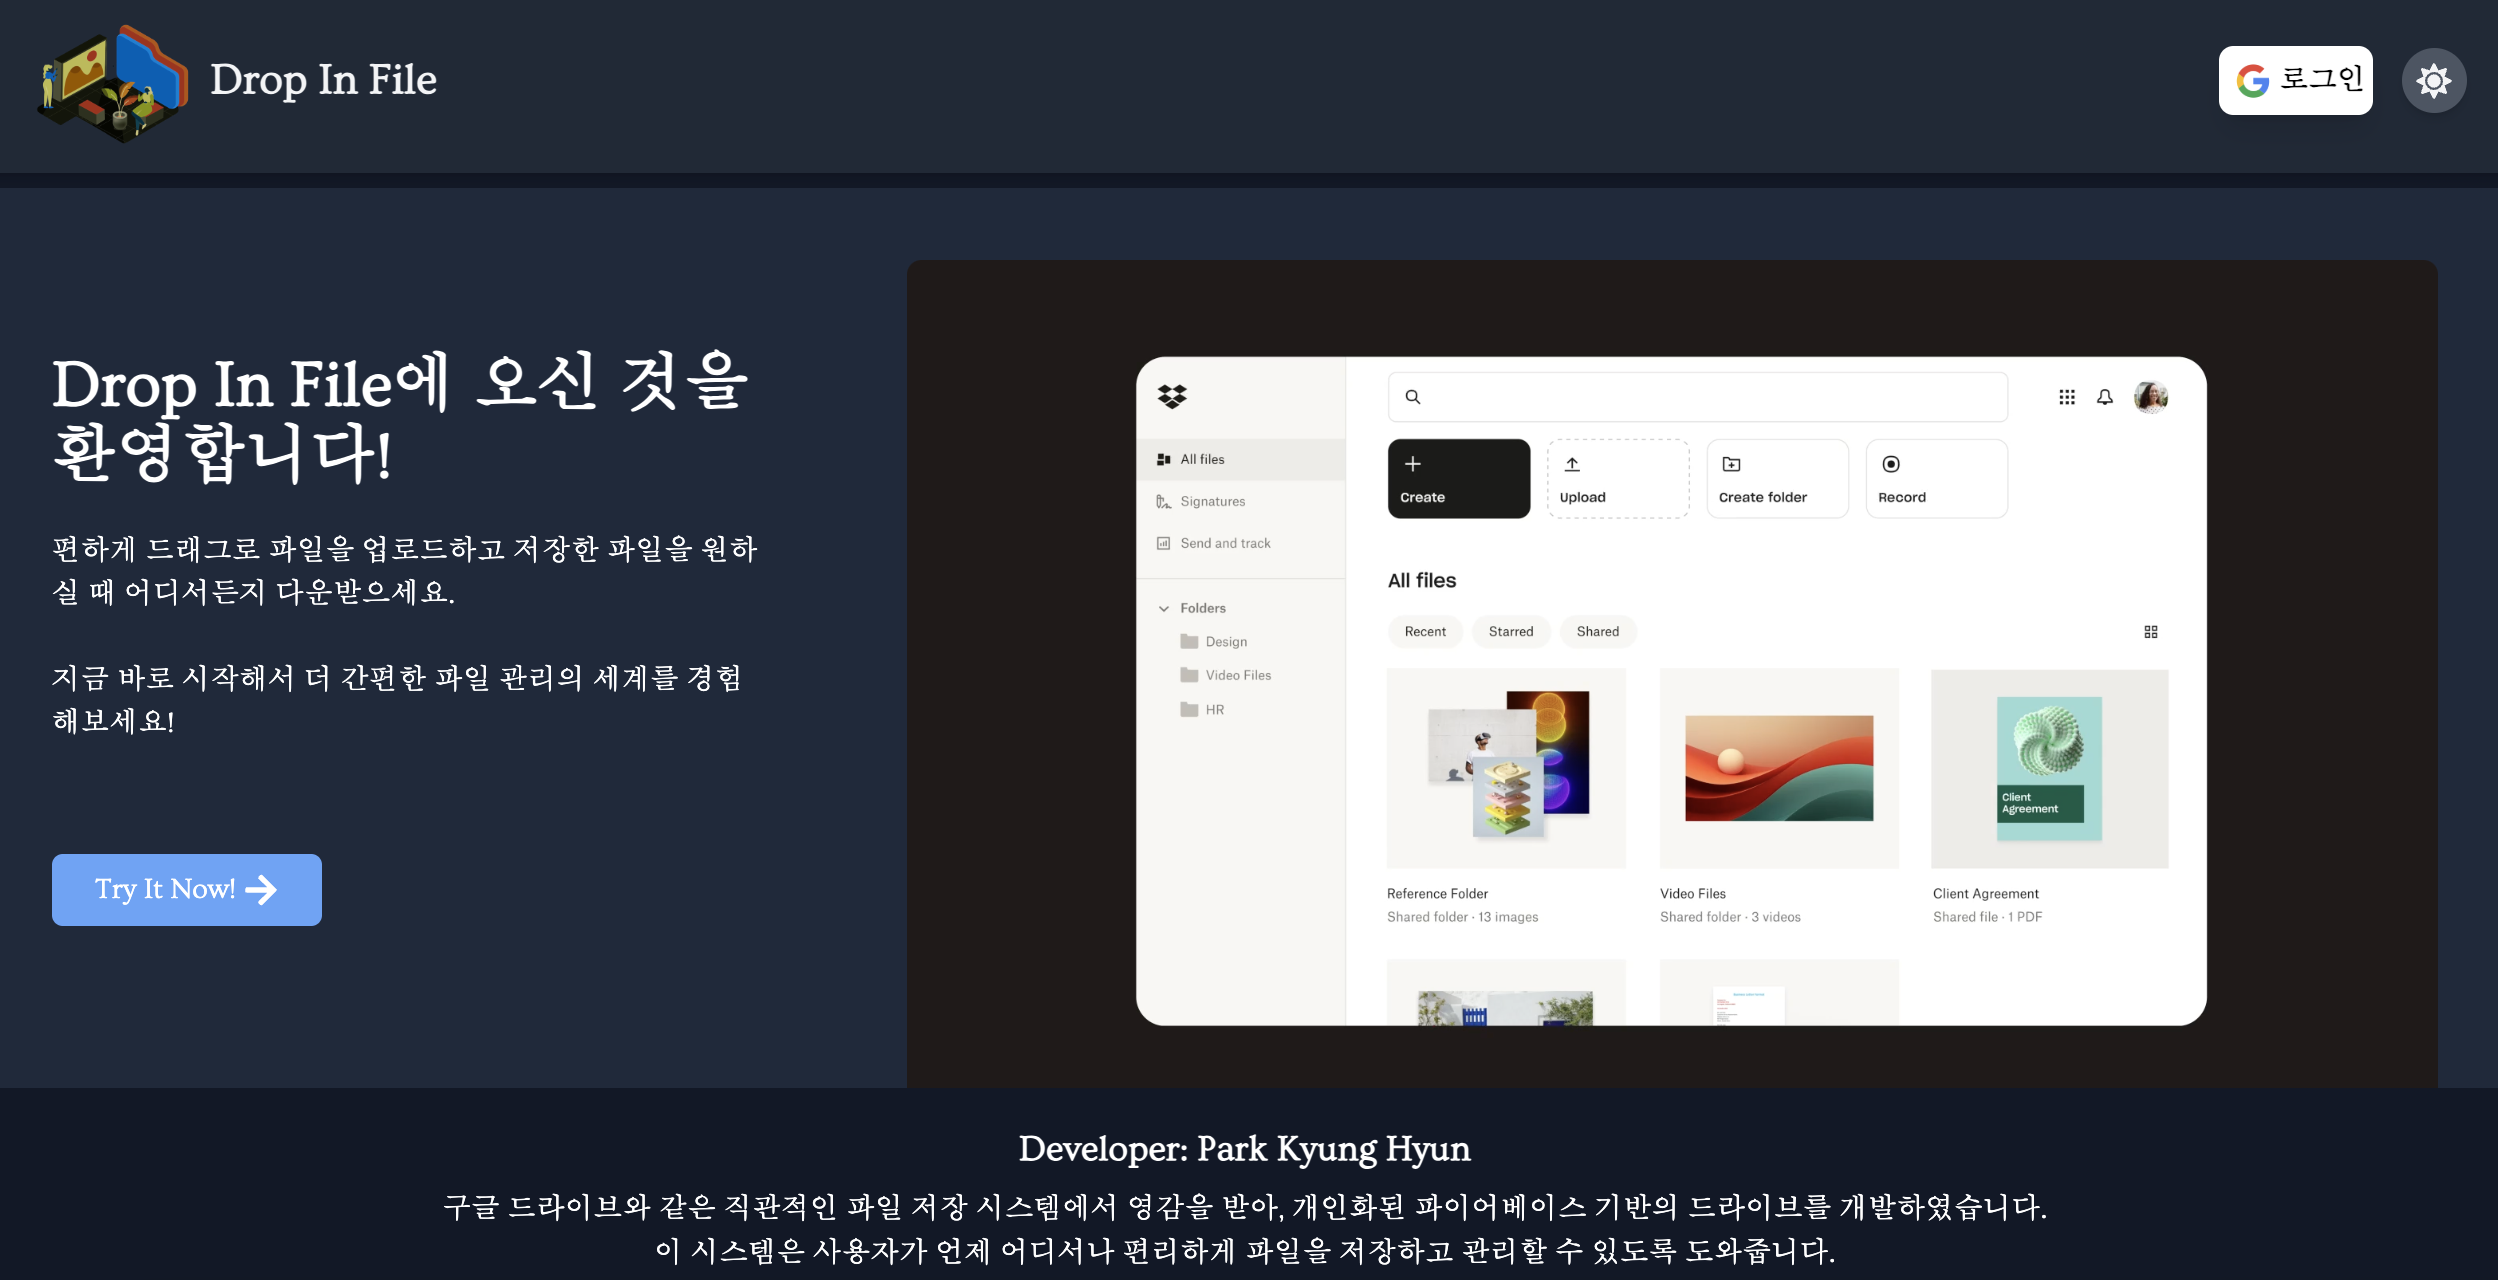 Drop In File
로그인
Drop In File에 오신 것을
환영합니다!
편하게 드래그로 파일을 업로드하고 저장한 파일을 원하
실 때 어디서든지 다운받으세요.
지금 바로 시작해서 더 간편한 파일 관리의 세계를 경험
해보세요!
Try It Now!
All files
Signatures
Send and track
Folders
Design
Video Files
HR
Create
Upload
Create folder
Record
All files
Recent
Starred
Shared
Client
Agreement
Reference Folder
Shared folder · 13 images
Video Files
Shared folder · 3 videos
Client Agreement
Shared file · 1 PDF
Developer: Park Kyung Hyun
구글 드라이브와 같은 직관적인 파일 저장 시스템에서 영감을 받아, 개인화된 파이어베이스 기반의 드라이브를 개발하였습니다.
이 시스템은 사용자가 언제 어디서나 편리하게 파일을 저장하고 관리할 수 있도록 도와줍니다.